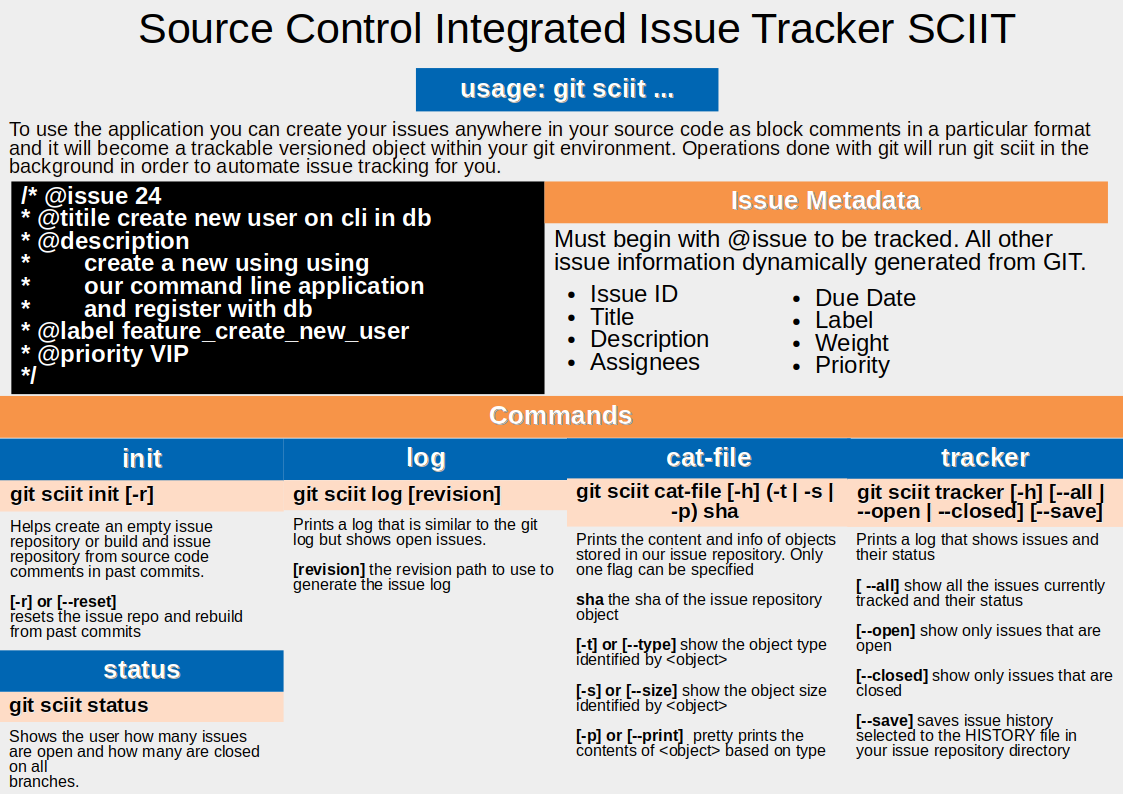 Source Control Integrated Issue Tracker SCIIT
usage: git sciit ...
To use the application you can create your issues anywhere in your source code as block comments in a particular format
and it will become a trackable versioned object within your git environment. Operations done with git will run git sciit in the
background in order to automate issue tracking for you.
/* @issue 24
* @titile create new user on cli in db
* @description
* create a new using using
* our command line application
* and register with db
* @label feature_create_new_user
* @priority VIP
*/
Issue Metadata
Must begin with @issue to be tracked. All other
issue information dynamically generated from GIT.
• Issue ID
• Title
• Description
• Assignees
• Due Date
• Label
• Weight
• Priority
Commands
init
git sciit init [-r]
Helps create an empty issue
repository or build and issue
repository from source code
comments in past commits.
[-r] or [--reset]
resets the issue repo and rebuild
from past commits
status
git sciit status
Shows the user how many issues
are open and how many are closed
on all
branches.
log
git sciit log [revision]
Prints a log that is similar to the git
log but shows open issues.
[revision] the revision path to use to
generate the issue log
cat-file
git sciit cat-file [-h] (-t | -s |
-p) sha
Prints the content and info of objects
stored in our issue repository. Only
one flag can be specified
sha the sha of the issue repository
object
[-t] or [--type] show the object type
identified by <object>
[-s] or [--size] show the object size
identified by <object>
[-p] or [--print] pretty prints the
contents of <object> based on type
tracker
git sciit tracker [-h] [--all |
--open | --closed] [--save]
Prints a log that shows issues and
their status
[ --all] show all the issues currently
tracked and their status
[--open] show only issues that are
open
[--closed] show only issues that are
closed
[--save] saves issue history
selected to the HISTORY file in
your issue repository directory